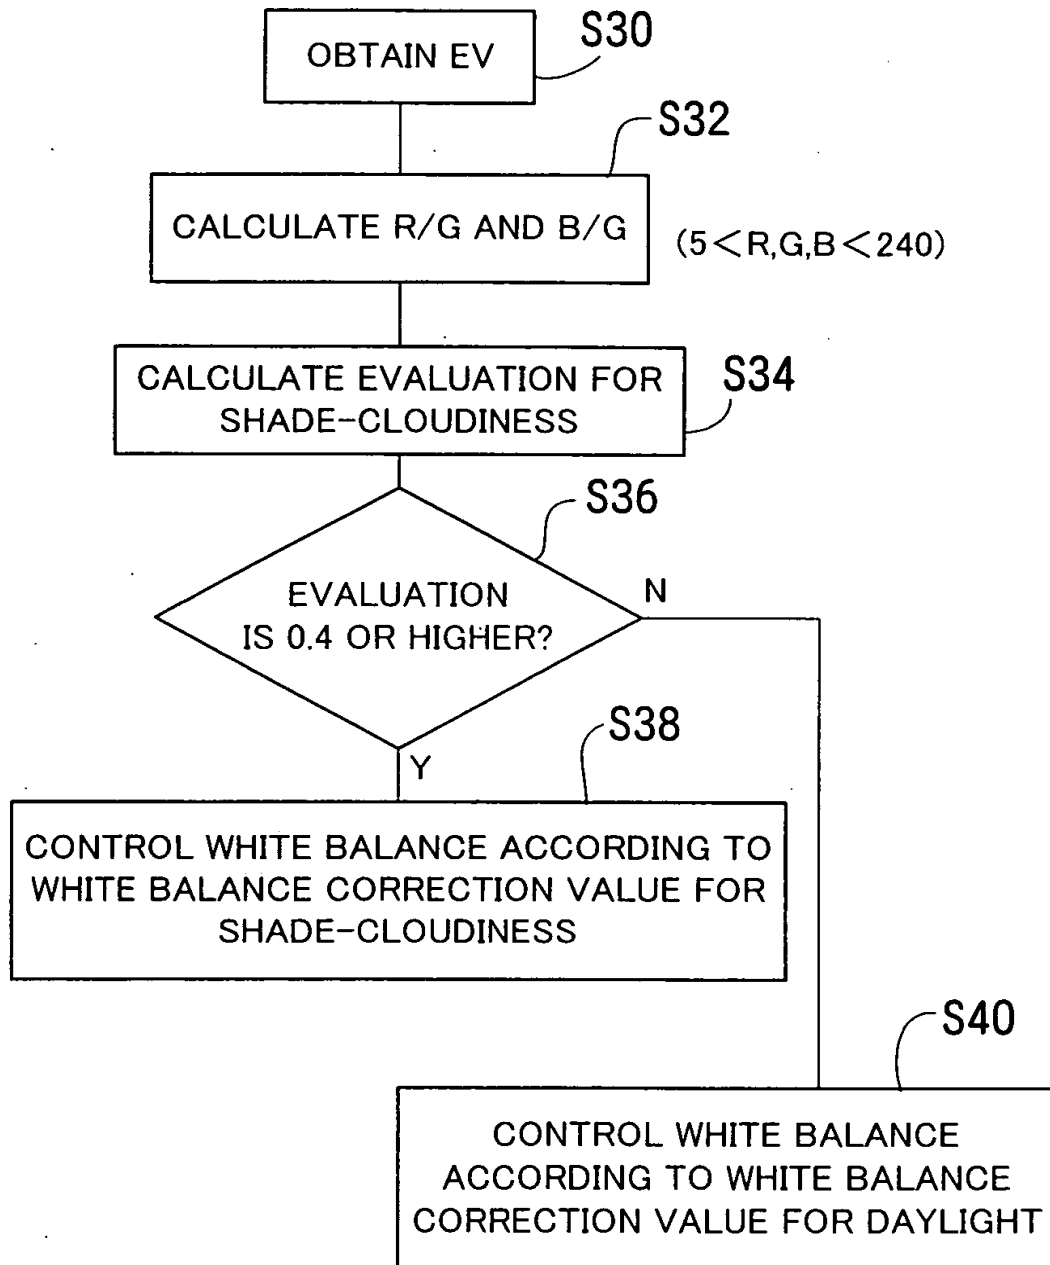 OBTAIN EV
S30
S32
CALCULATE R/G AND B/G
(5<R,G,B<240)
CALCULATE EVALUATION FOR
SHADE-CLOUDINESS
S34
S36
EVALUATION
IS 0.4 OR HIGHER?
N
Y
S38
CONTROL WHITE BALANCE ACCORDING TO
WHITE BALANCE CORRECTION VALUE FOR
SHADE-CLOUDINESS
S40
CONTROL WHITE BALANCE
ACCORDING TO WHITE BALANCE
CORRECTION VALUE FOR DAYLIGHT